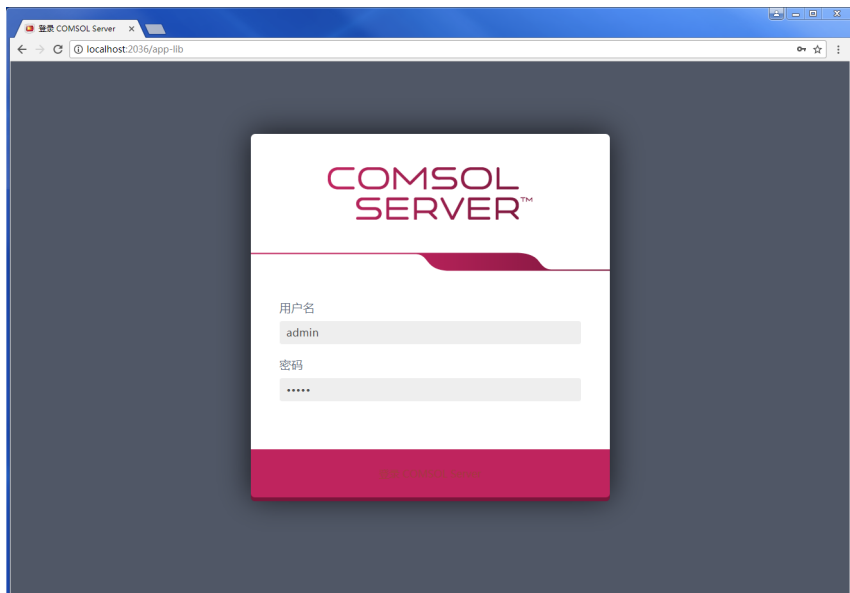 登录 COMSOL Server
localhost:2036/app-lib
COMSOL
SERVER™
用户名
admin
密码
•••••